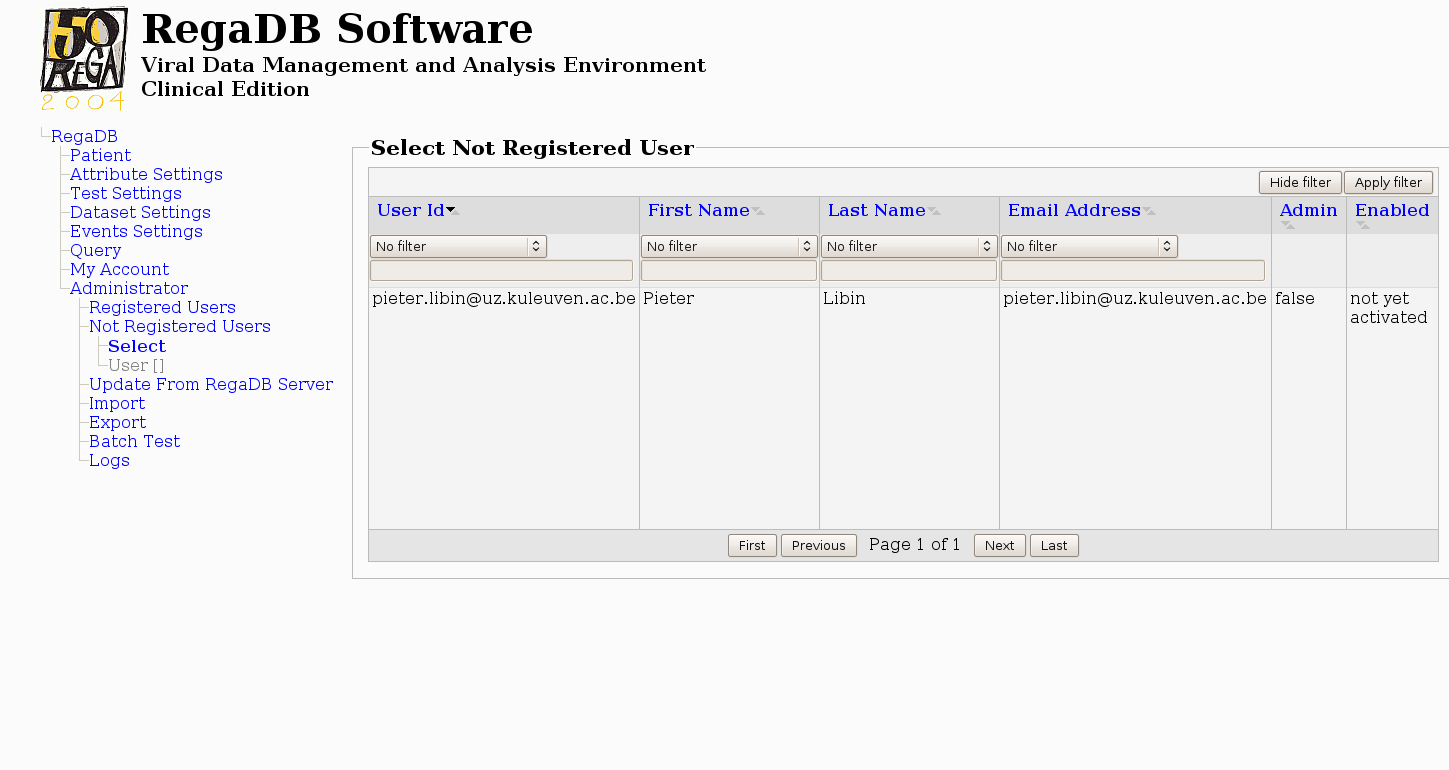 50
REGA
2004
RegaDB Software
Viral Data Management and Analysis Environment
Clinical Edition
RegaDB
Patient
Attribute Settings
Test Settings
Dataset Settings
Events Settings
Query
My Account
Administrator
Registered Users
Not Registered Users
Select
User []
Update From RegaDB Server
Import
Export
Batch Test
Logs
Select Not Registered User
Hide filter Apply filter
User Id First Name Last Name Email Address Admin Enabled
No filter No filter No filter No filter
pieter.libin@uz.kuleuven.ac.be Pieter Libin pieter.libin@uz.kuleuven.ac.be false not yet
activated
First Previous Page 1 of 1 Next Last